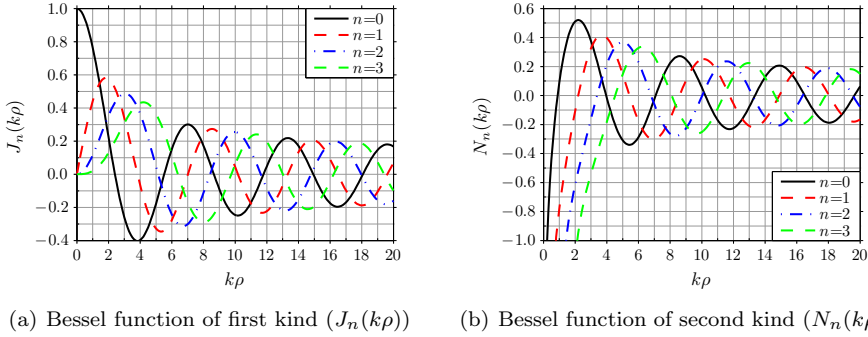 1.0
0.8
0.6
0.4
0.2
0.0
−0.2
−0.4
0 2 4 6 8 10 12 14 16 18 20
J_n(kρ)
kρ
n=0
n=1
n=2
n=3
(a) Bessel function of first kind (J_n(kρ))
0.6
0.4
0.2
0.0
−0.2
−0.4
−0.6
−0.8
−1.0
0 2 4 6 8 10 12 14 16 18 20
N_n(kρ)
kρ
n=0
n=1
n=2
n=3
(b) Bessel function of second kind (N_n(kρ